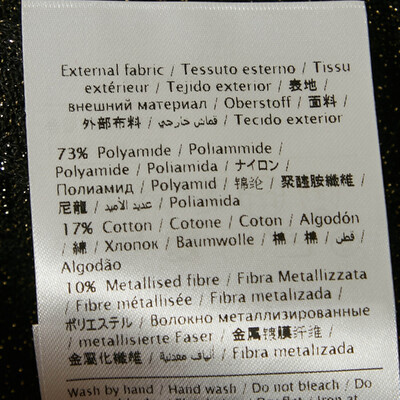 External fabric / Tessuto esterno / Tissu
extérieur / Tejido exterior / 表地 /
внешний материал / Oberstoff / 面料 /
外部布料 / قماش خارجي / Tecido exterior
73% Polyamide / Poliammide /
Polyamide / Poliamida / ナイロン /
Полиамид / Polyamid / 锦纶 / 聚醯胺纖維 /
尼龍 / عديد الأميد / Poliamida
17% Cotton / Cotone / Coton / Algodón
/ 綿 / Хлопок / Baumwolle / 棉 / 棉 / قطن /
Algodão
10% Metallised fibre / Fibra Metallizzata
/ Fibre métallisée / Fibra metalizada /
ポリエステル / Волокно металлизированные
/ metallisierte Faser / 金属镀膜纤维 /
金屬化纖維 / ألياف معدنية / Fibra metalizada
Wash by hand / Hand wash / Do not bleach / Do